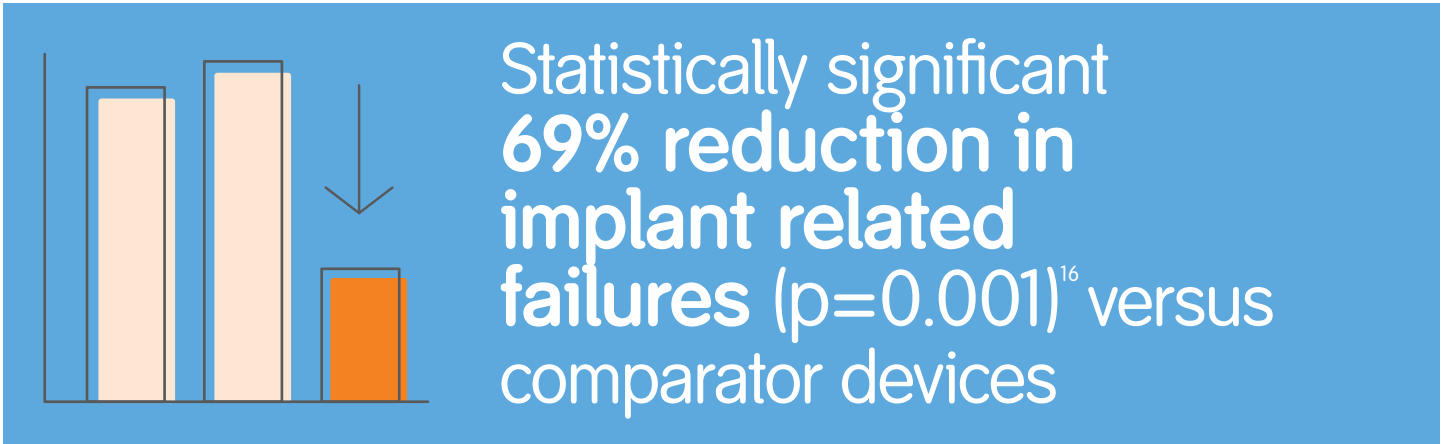 Statistically significant
69% reduction in
implant related
failures (p=0.001)¹⁶ versus
comparator devices